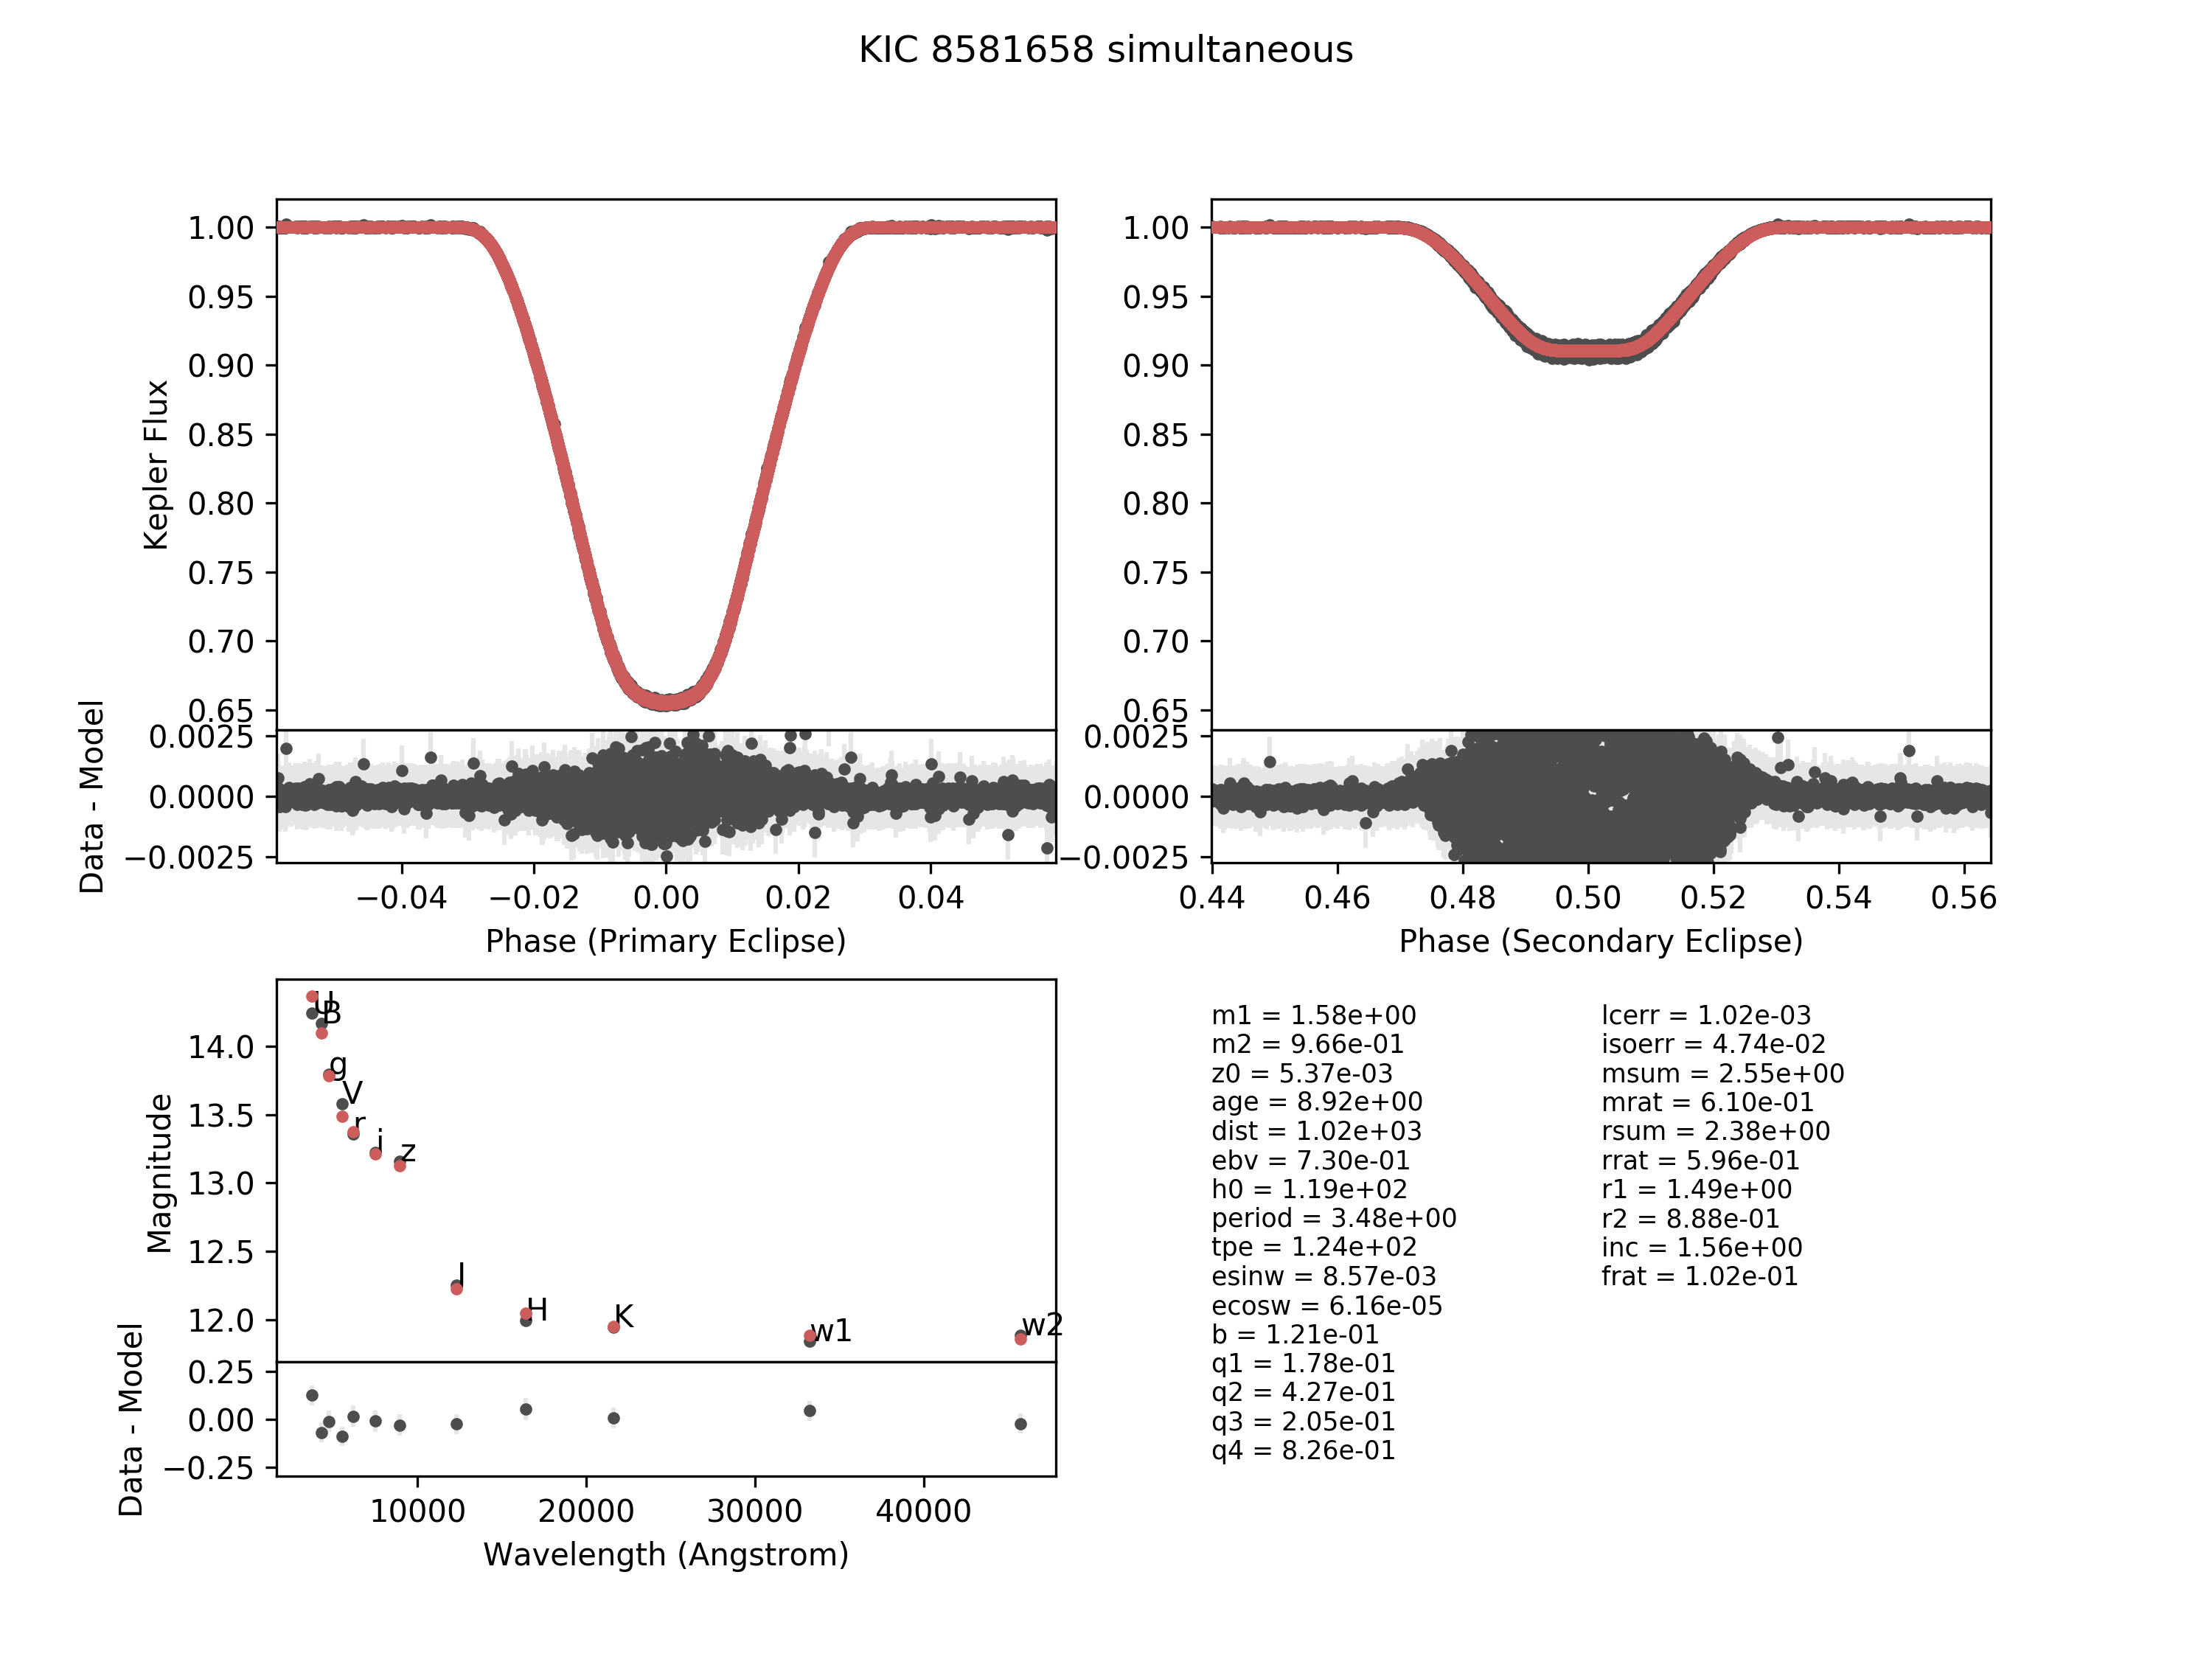 KIC 8581658 simultaneous
1.00
0.95
0.90
0.85
0.80
0.75
0.70
0.65
Kepler Flux
1.00
0.95
0.90
0.85
0.80
0.75
0.70
0.65
0.0025
0.0000
−0.0025
Data - Model
0.0025
0.0000
−0.0025
−0.04 −0.02 0.00 0.02 0.04
Phase (Primary Eclipse)
0.44 0.46 0.48 0.50 0.52 0.54 0.56
Phase (Secondary Eclipse)
14.0
13.5
13.0
12.5
12.0
Magnitude
U
B
g
V
r
i
z
J
H
K
w1
w2
0.25
0.00
−0.25
Data - Model
10000 20000 30000 40000
Wavelength (Angstrom)
m1 = 1.58e+00
m2 = 9.66e-01
z0 = 5.37e-03
age = 8.92e+00
dist = 1.02e+03
ebv = 7.30e-01
h0 = 1.19e+02
period = 3.48e+00
tpe = 1.24e+02
esinw = 8.57e-03
ecosw = 6.16e-05
b = 1.21e-01
q1 = 1.78e-01
q2 = 4.27e-01
q3 = 2.05e-01
q4 = 8.26e-01
lcerr = 1.02e-03
isoerr = 4.74e-02
msum = 2.55e+00
mrat = 6.10e-01
rsum = 2.38e+00
rrat = 5.96e-01
r1 = 1.49e+00
r2 = 8.88e-01
inc = 1.56e+00
frat = 1.02e-01